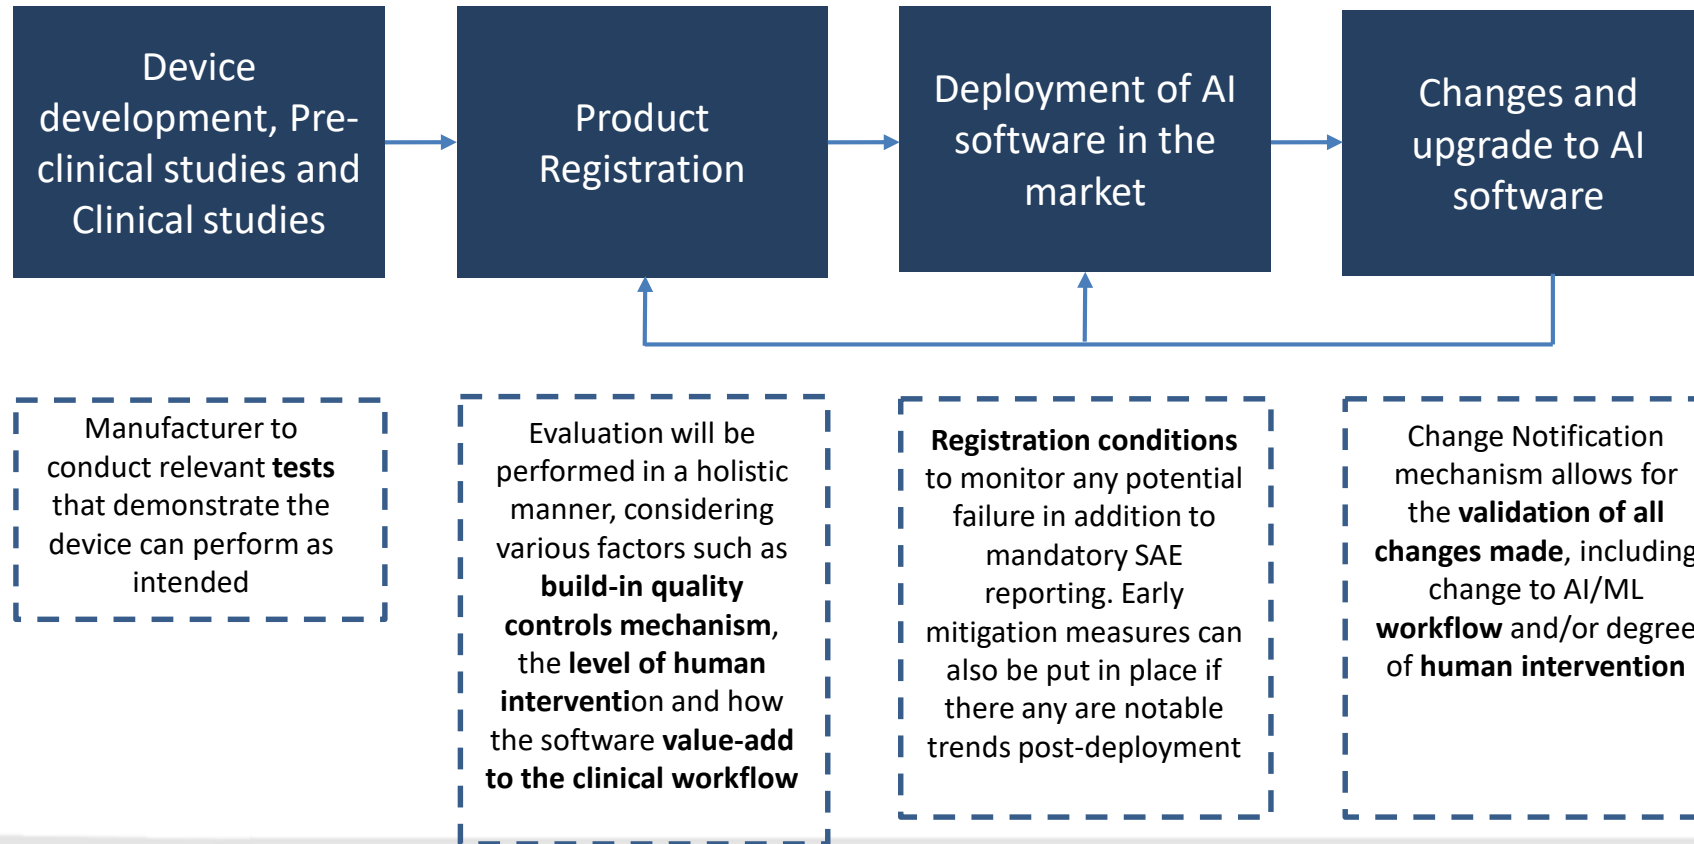 Device
development, Pre-
clinical studies and
Clinical studies
Product
Registration
Deployment of AI
software in the
market
Changes and
upgrade to AI
software
Manufacturer to
conduct relevant tests
that demonstrate the
device can perform as
intended
Evaluation will be
performed in a holistic
manner, considering
various factors such as
build-in quality
controls mechanism,
the level of human
intervention and how
the software value-add
to the clinical workflow
Registration conditions
to monitor any potential
failure in addition to
mandatory SAE
reporting. Early
mitigation measures can
also be put in place if
there any are notable
trends post-deployment
Change Notification
mechanism allows for
the validation of all
changes made, including
change to AI/ML
workflow and/or degree
of human intervention